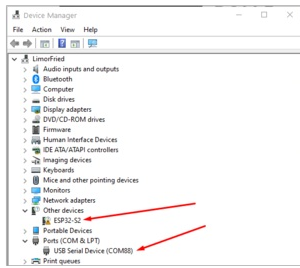 Device Manager
File Action View Help
LimorFried
Audio inputs and outputs
Bluetooth
Computer
Disk drives
Display adapters
DVD/CD-ROM drives
Firmware
Human Interface Devices
IDE ATA/ATAPI controllers
Imaging devices
Keyboards
Mice and other pointing devices
Monitors
Network adapters
Other devices
ESP32-S2
Portable Devices
Ports (COM & LPT)
USB Serial Device (COM88)
Print queues